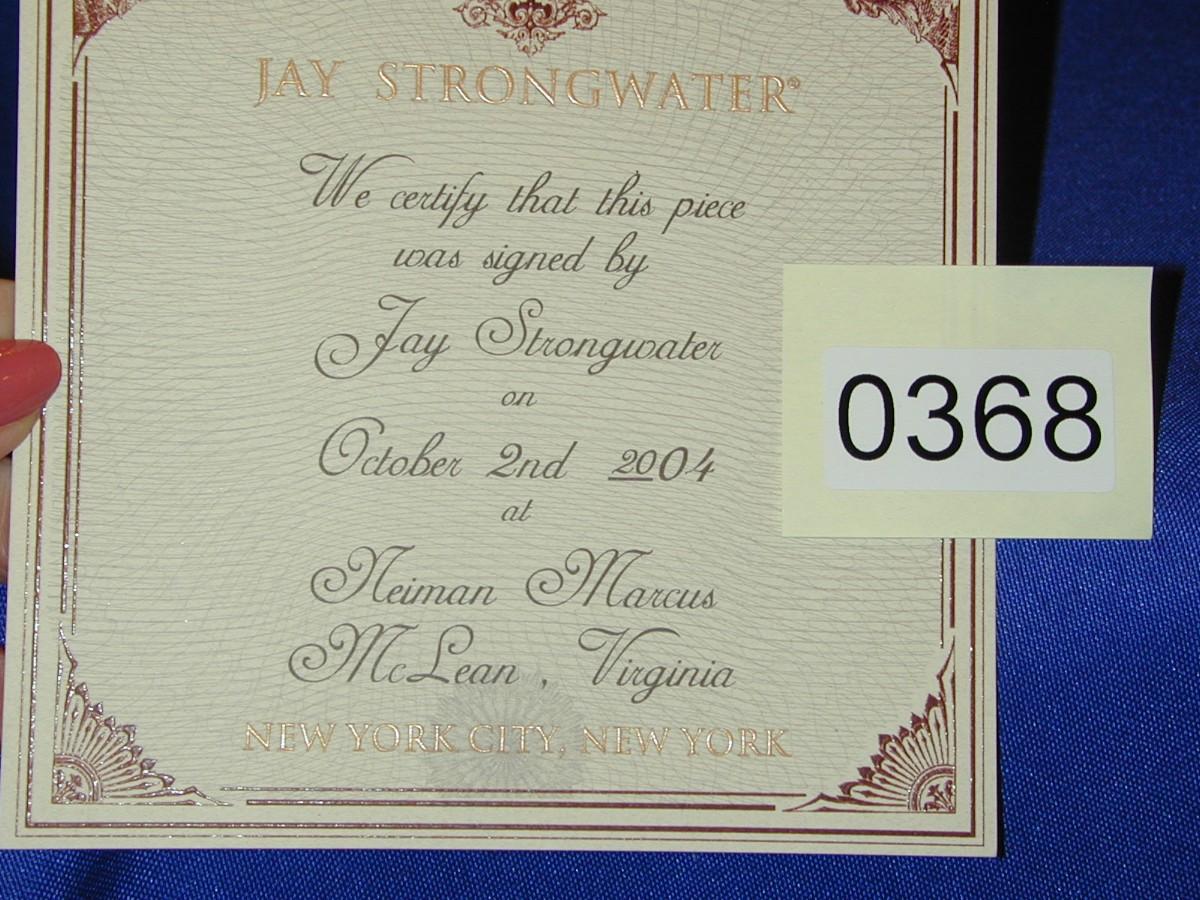 JAY STRONGWATER®
We certify that this piece
was signed by
Jay Strongwater
on
October 2nd 2004
at
Neiman Marcus
McLean , Virginia
NEW YORK CITY, NEW YORK
0368